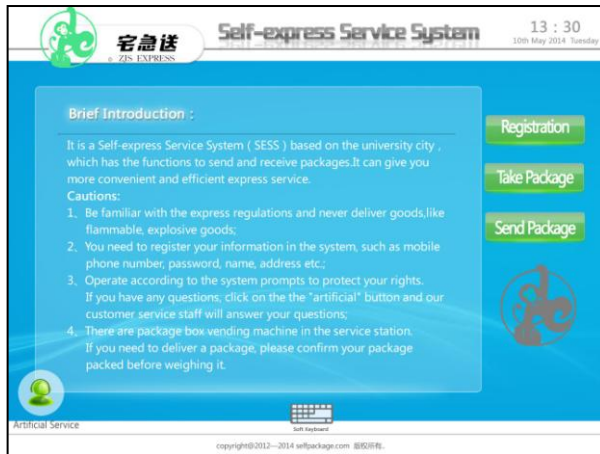 宅急送
® ZJS EXPRESS
Self-express Service System
13 : 30
10th May 2014 Tuesday
Brief Introduction :
It is a Self-express Service System ( SESS ) based on the university city ,
which has the functions to send and receive packages.It can give you
more convenient and efficient express service.
Cautions:
1、Be familiar with the express regulations and never deliver goods,like
flammable, explosive goods;
2、You need to register your information in the system, such as mobile
phone number, password, name, address etc.;
3、Operate according to the system prompts to protect your rights.
If you have any questions, click on the the "artificial" button and our
customer service staff will answer your questions;
4、There are package box vending machine in the service station.
If you need to deliver a package, please confirm your package
packed before weighing it.
Registration
Take Package
Send Package
Artificial Service
Soft Keyboard
copyright©2012—2014 selfpackage.com 版权所有.